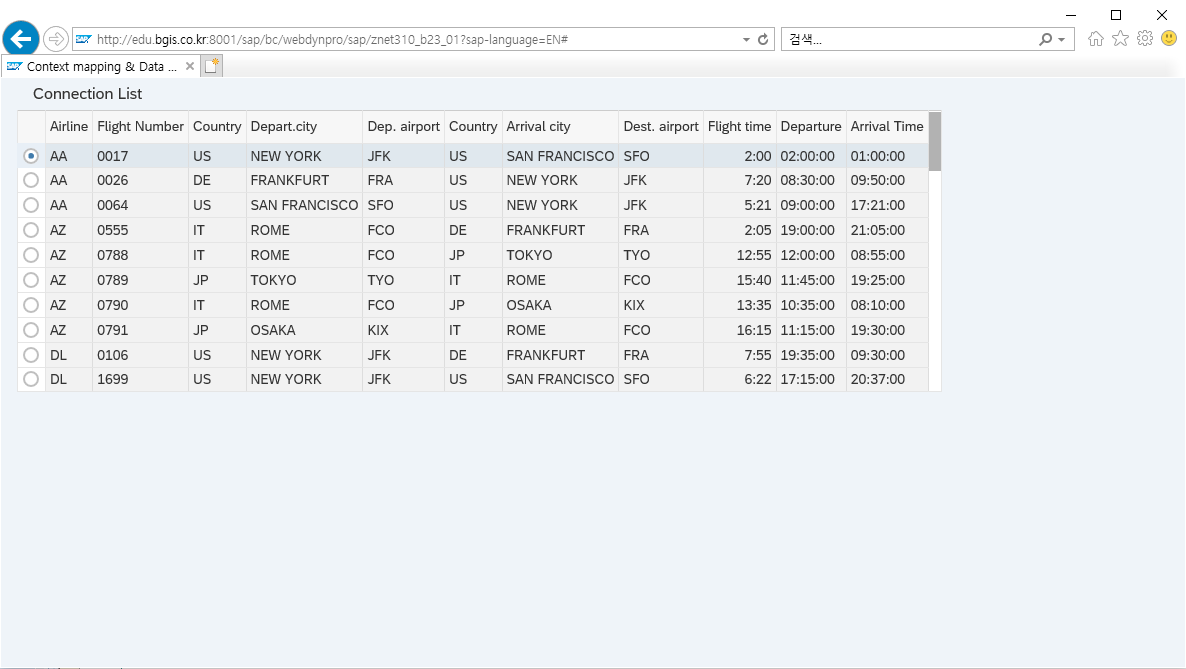 http://edu.bgis.co.kr:8001/sap/bc/webdynpro/sap/znet310_b23_01?sap-language=EN#
검색...
SAP Context mapping & Data ...
Connection List
Airline Flight Number Country Depart.city Dep. airport Country Arrival city Dest. airport Flight time Departure Arrival Time
AA 0017 US NEW YORK JFK US SAN FRANCISCO SFO 2:00 02:00:00 01:00:00
AA 0026 DE FRANKFURT FRA US NEW YORK JFK 7:20 08:30:00 09:50:00
AA 0064 US SAN FRANCISCO SFO US NEW YORK JFK 5:21 09:00:00 17:21:00
AZ 0555 IT ROME FCO DE FRANKFURT FRA 2:05 19:00:00 21:05:00
AZ 0788 IT ROME FCO JP TOKYO TYO 12:55 12:00:00 08:55:00
AZ 0789 JP TOKYO TYO IT ROME FCO 15:40 11:45:00 19:25:00
AZ 0790 IT ROME FCO JP OSAKA KIX 13:35 10:35:00 08:10:00
AZ 0791 JP OSAKA KIX IT ROME FCO 16:15 11:15:00 19:30:00
DL 0106 US NEW YORK JFK DE FRANKFURT FRA 7:55 19:35:00 09:30:00
DL 1699 US NEW YORK JFK US SAN FRANCISCO SFO 6:22 17:15:00 20:37:00